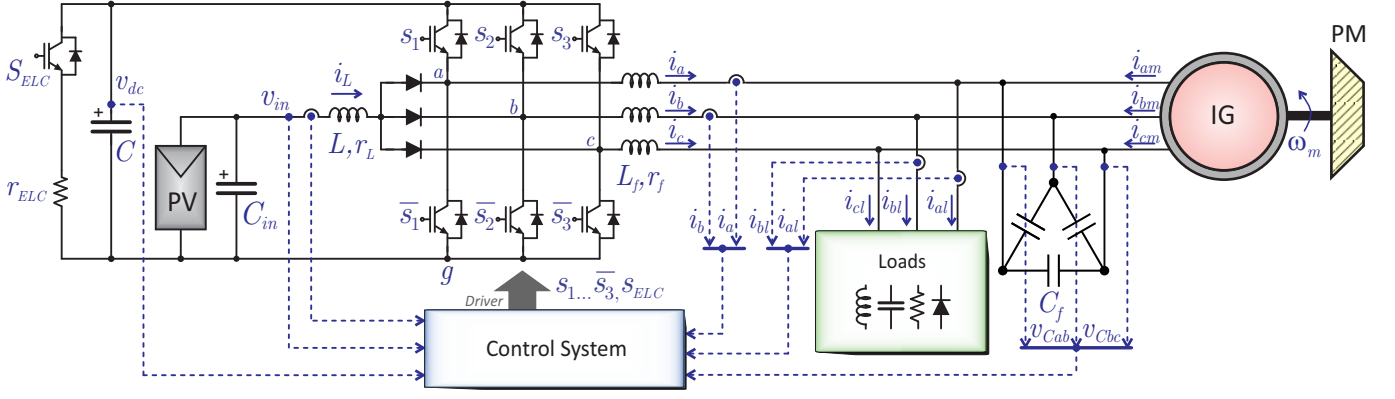 S_ELC
r_ELC
v_dc
+
C
PV
+
C_in
v_in
i_L
L,r_L
s_1
s_2
s_3
a
b
c
s̅_1
s̅_2
s̅_3
g
L_f,r_f
i_a
i_b
i_c
i_am
i_bm
i_cm
IG
PM
ω_m
i_b
i_a
i_bl
i_al
i_cl
i_bl
i_al
Loads
C_f
v_Cab
v_Cbc
Driver
s_1...s̅_3,s_ELC
Control System